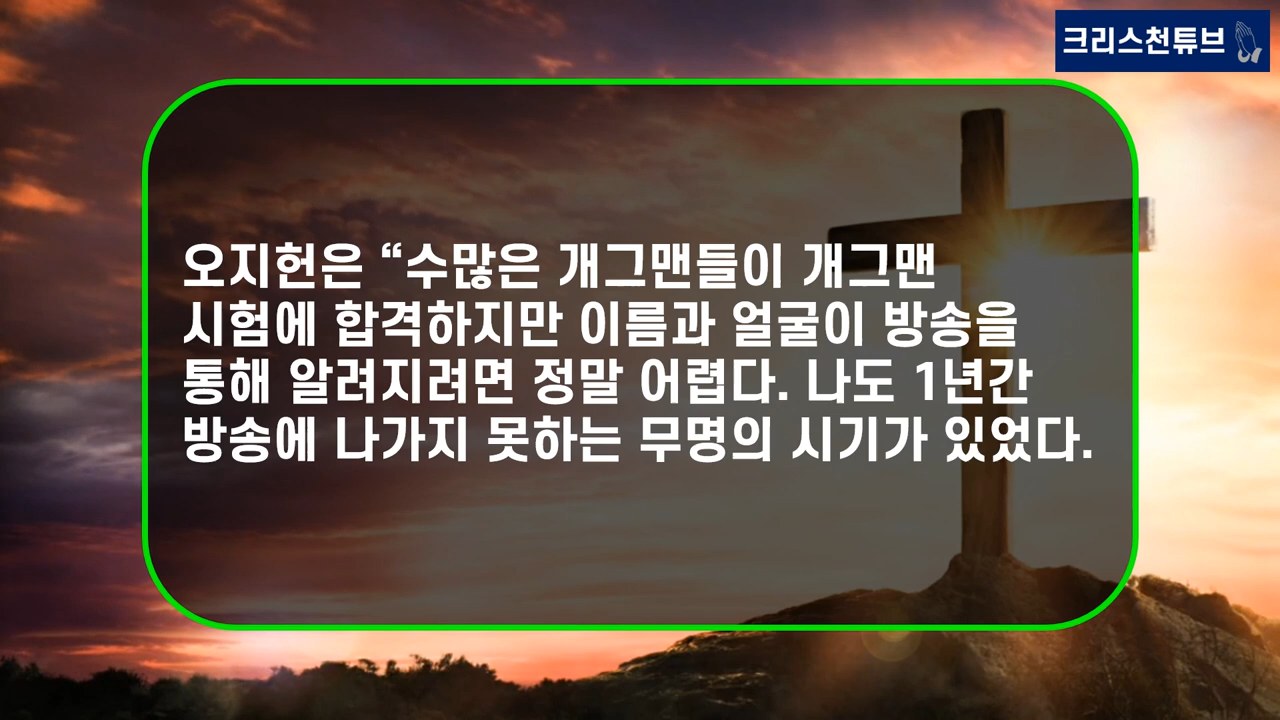 크리스천튜브
오지헌은 “수많은 개그맨들이 개그맨
시험에 합격하지만 이름과 얼굴이 방송을
통해 알려지려면 정말 어렵다. 나도 1년간
방송에 나가지 못하는 무명의 시기가 있었다.